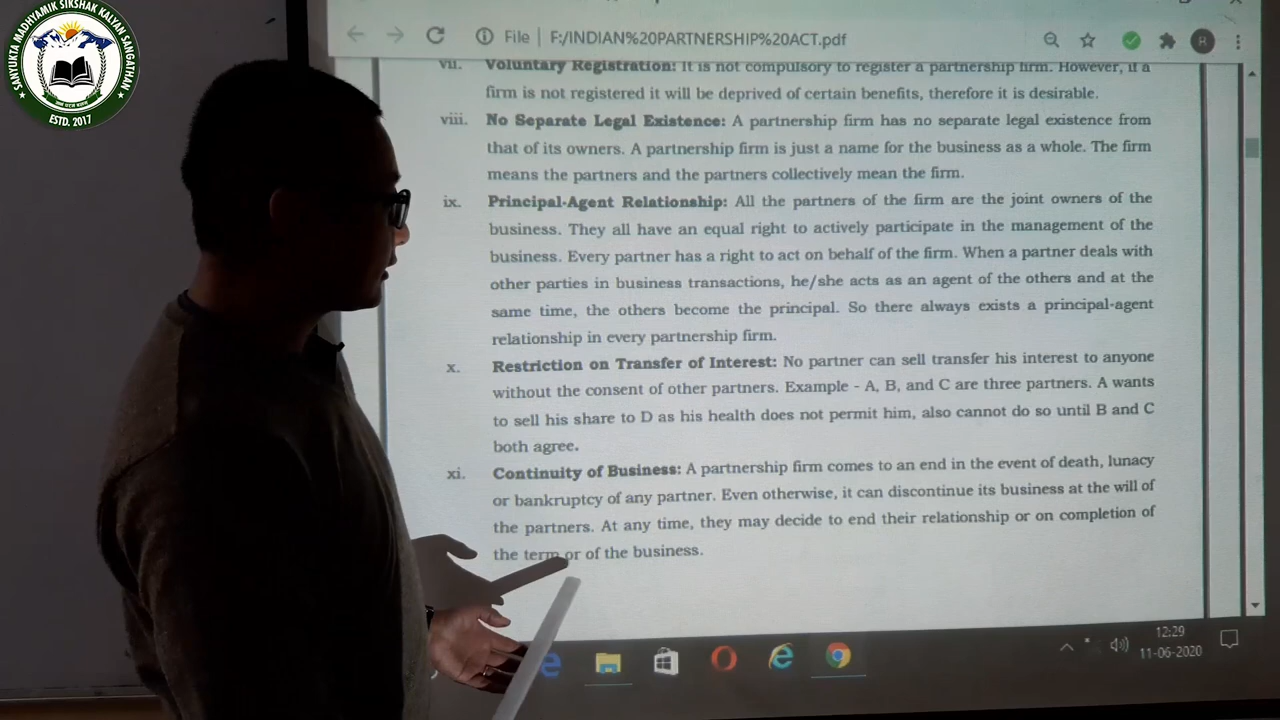 SANYUKTA MADHYAMIK SIKSHAK KALYAN SANGATHAN
ESTD. 2017
File | F:/INDIAN%20PARTNERSHIP%20ACT.pdf
R
vii. Voluntary Registration: It is not compulsory to register a partnership firm. However, if a
firm is not registered it will be deprived of certain benefits, therefore it is desirable.
viii. No Separate Legal Existence: A partnership firm has no separate legal existence from
that of its owners. A partnership firm is just a name for the business as a whole. The firm
means the partners and the partners collectively mean the firm.
ix. Principal-Agent Relationship: All the partners of the firm are the joint owners of the
business. They all have an equal right to actively participate in the management of the
business. Every partner has a right to act on behalf of the firm. When a partner deals with
other parties in business transactions, he/she acts as an agent of the others and at the
same time, the others become the principal. So there always exists a principal-agent
relationship in every partnership firm.
x. Restriction on Transfer of Interest: No partner can sell transfer his interest to anyone
without the consent of other partners. Example - A, B, and C are three partners. A wants
to sell his share to D as his health does not permit him, also cannot do so until B and C
both agree.
xi. Continuity of Business: A partnership firm comes to an end in the event of death, lunacy
or bankruptcy of any partner. Even otherwise, it can discontinue its business at the will of
the partners. At any time, they may decide to end their relationship or on completion of
the term or of the business.
12:29
11-06-2020